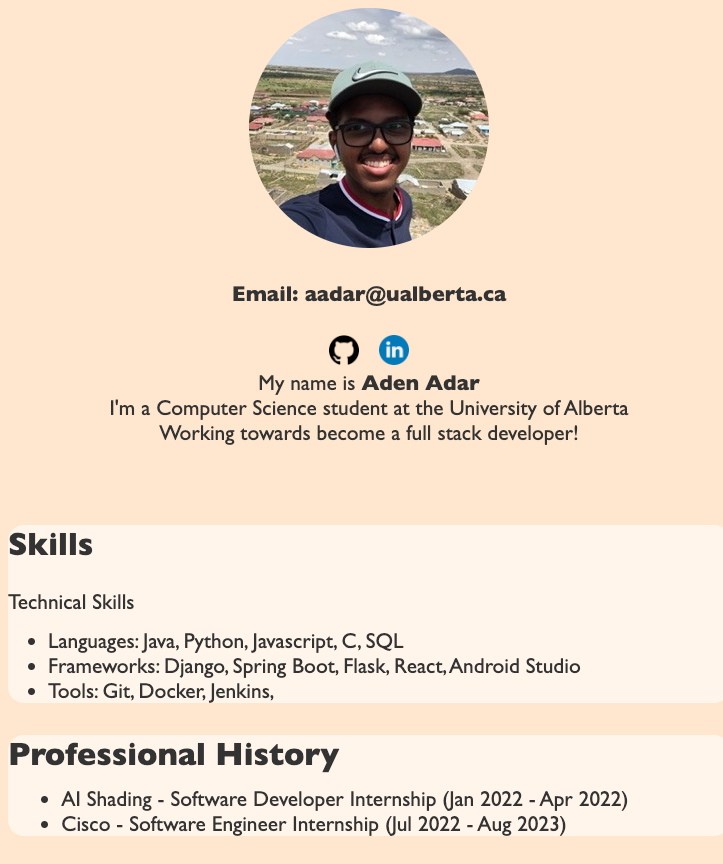 Email: aadar@ualberta.ca
in
My name is Aden Adar
I'm a Computer Science student at the University of Alberta
Working towards become a full stack developer!
Skills
Technical Skills
• Languages: Java, Python, Javascript, C, SQL
• Frameworks: Django, Spring Boot, Flask, React, Android Studio
• Tools: Git, Docker, Jenkins,
Professional History
• AI Shading - Software Developer Internship (Jan 2022 - Apr 2022)
• Cisco - Software Engineer Internship (Jul 2022 - Aug 2023)